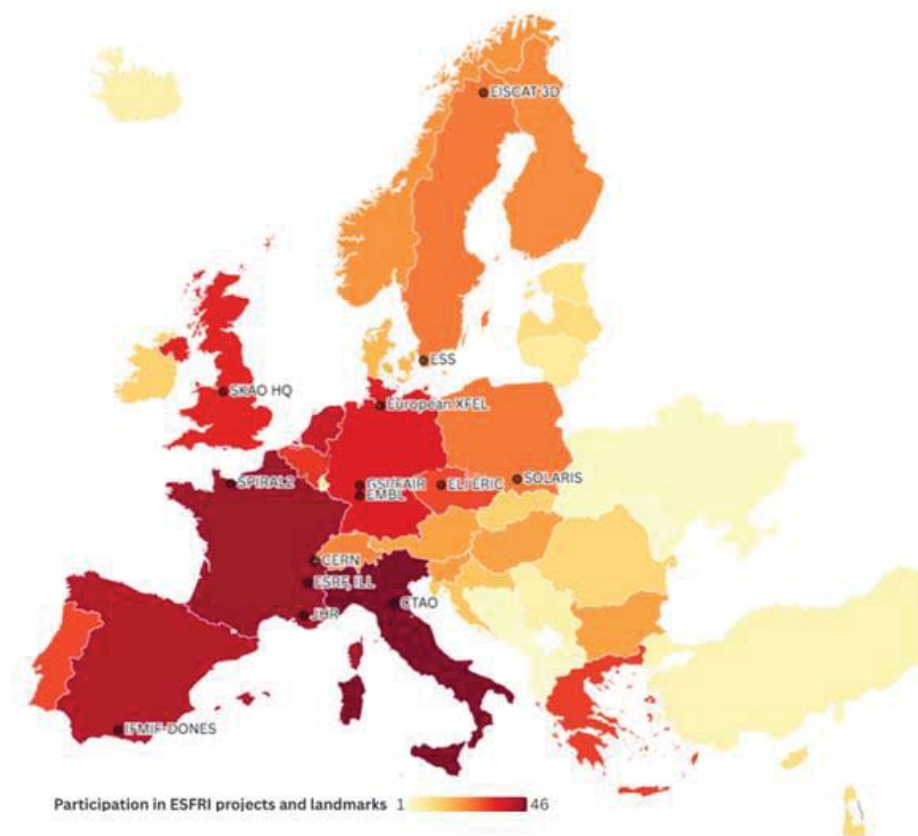 EISCAT 3D
ESS
SKAO HQ
European XFEL
SPIRAL2
GSI/FAIR
ELI ERIC
SOLARIS
EMBL
CERN
ESRF, ILL
CTAO
JHR
IFMIF-DONES
Participation in ESFRI projects and landmarks 1 46